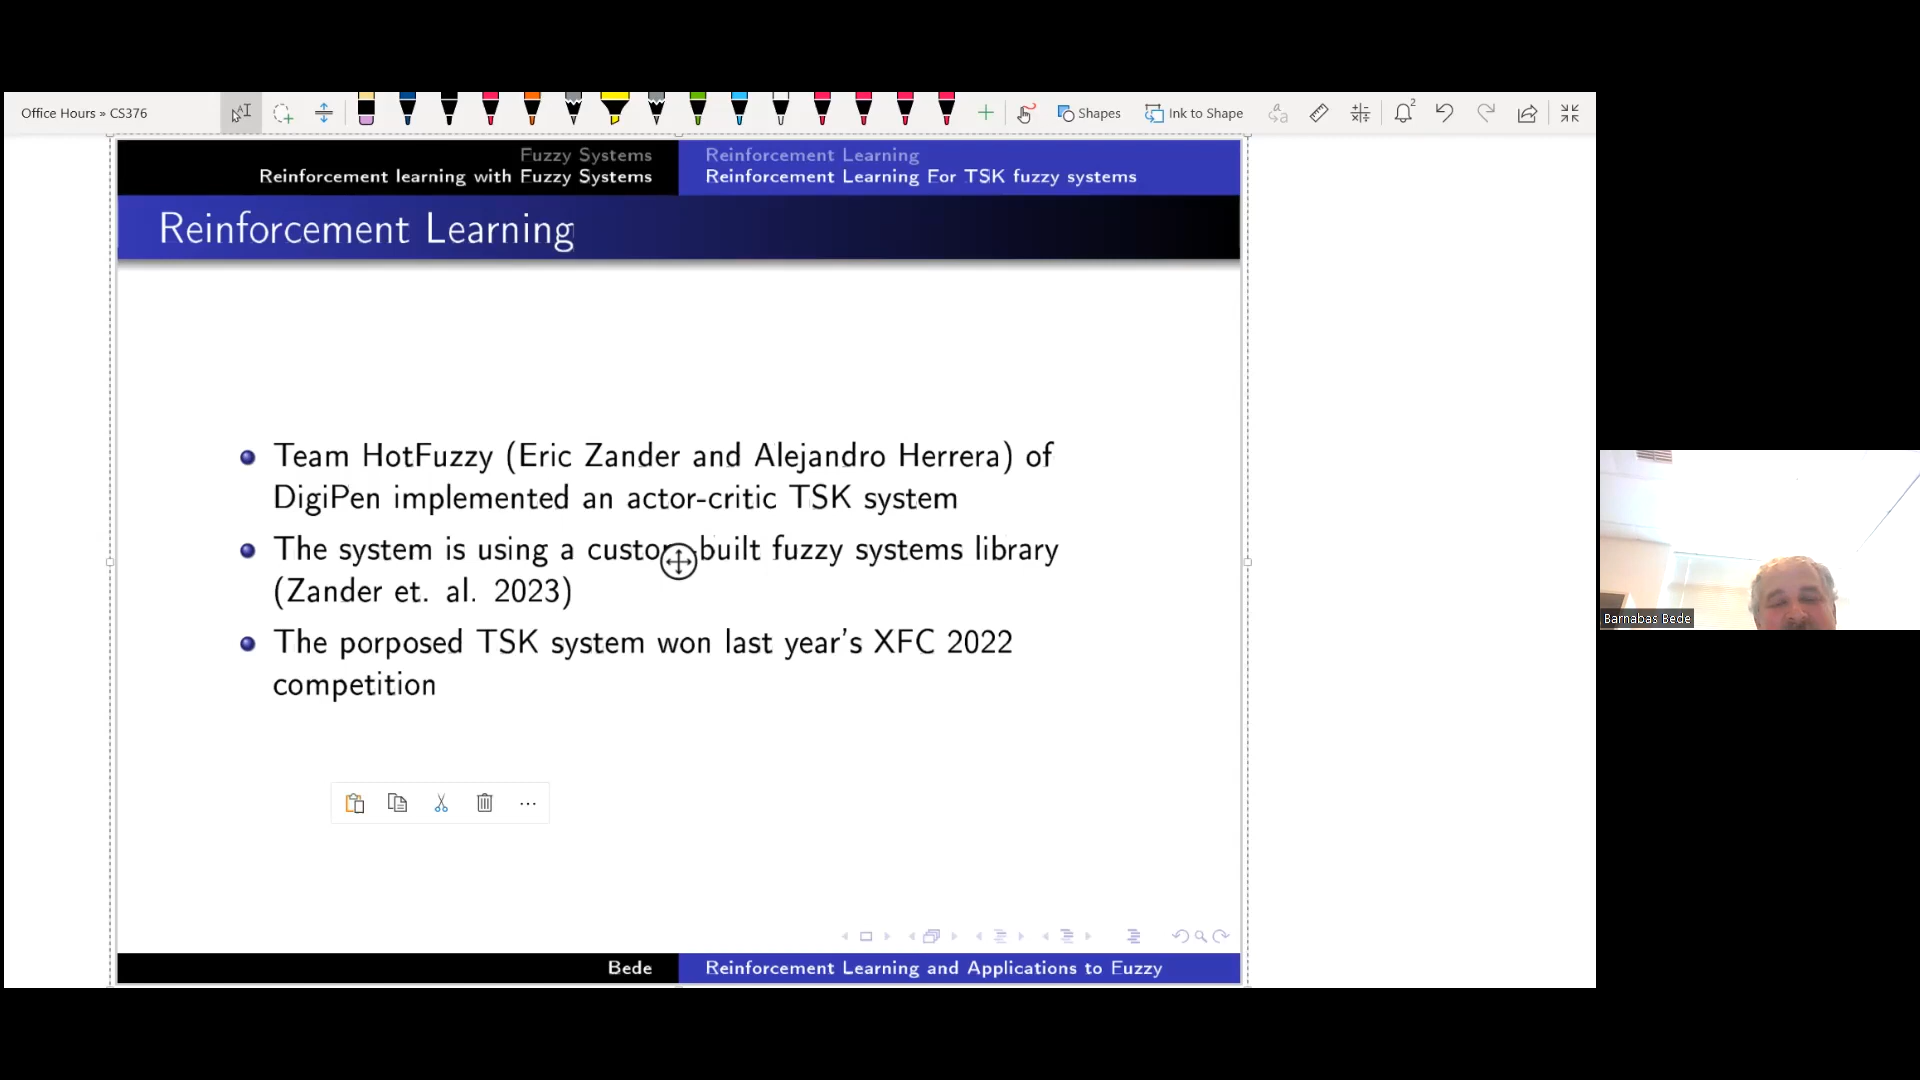 Office Hours » CS376
Shapes
Ink to Shape
2
Fuzzy Systems
Reinforcement learning with Fuzzy Systems
Reinforcement Learning
Reinforcement Learning For TSK fuzzy systems
Reinforcement Learning
Team HotFuzzy (Eric Zander and Alejandro Herrera) of
DigiPen implemented an actor-critic TSK system
The system is using a built fuzzy systems library
(Zander et. al. 2023)
The porposed TSK system won last year's XFC 2022
competition
Bede
Reinforcement Learning and Applications to Fuzzy
Barnabas Bede